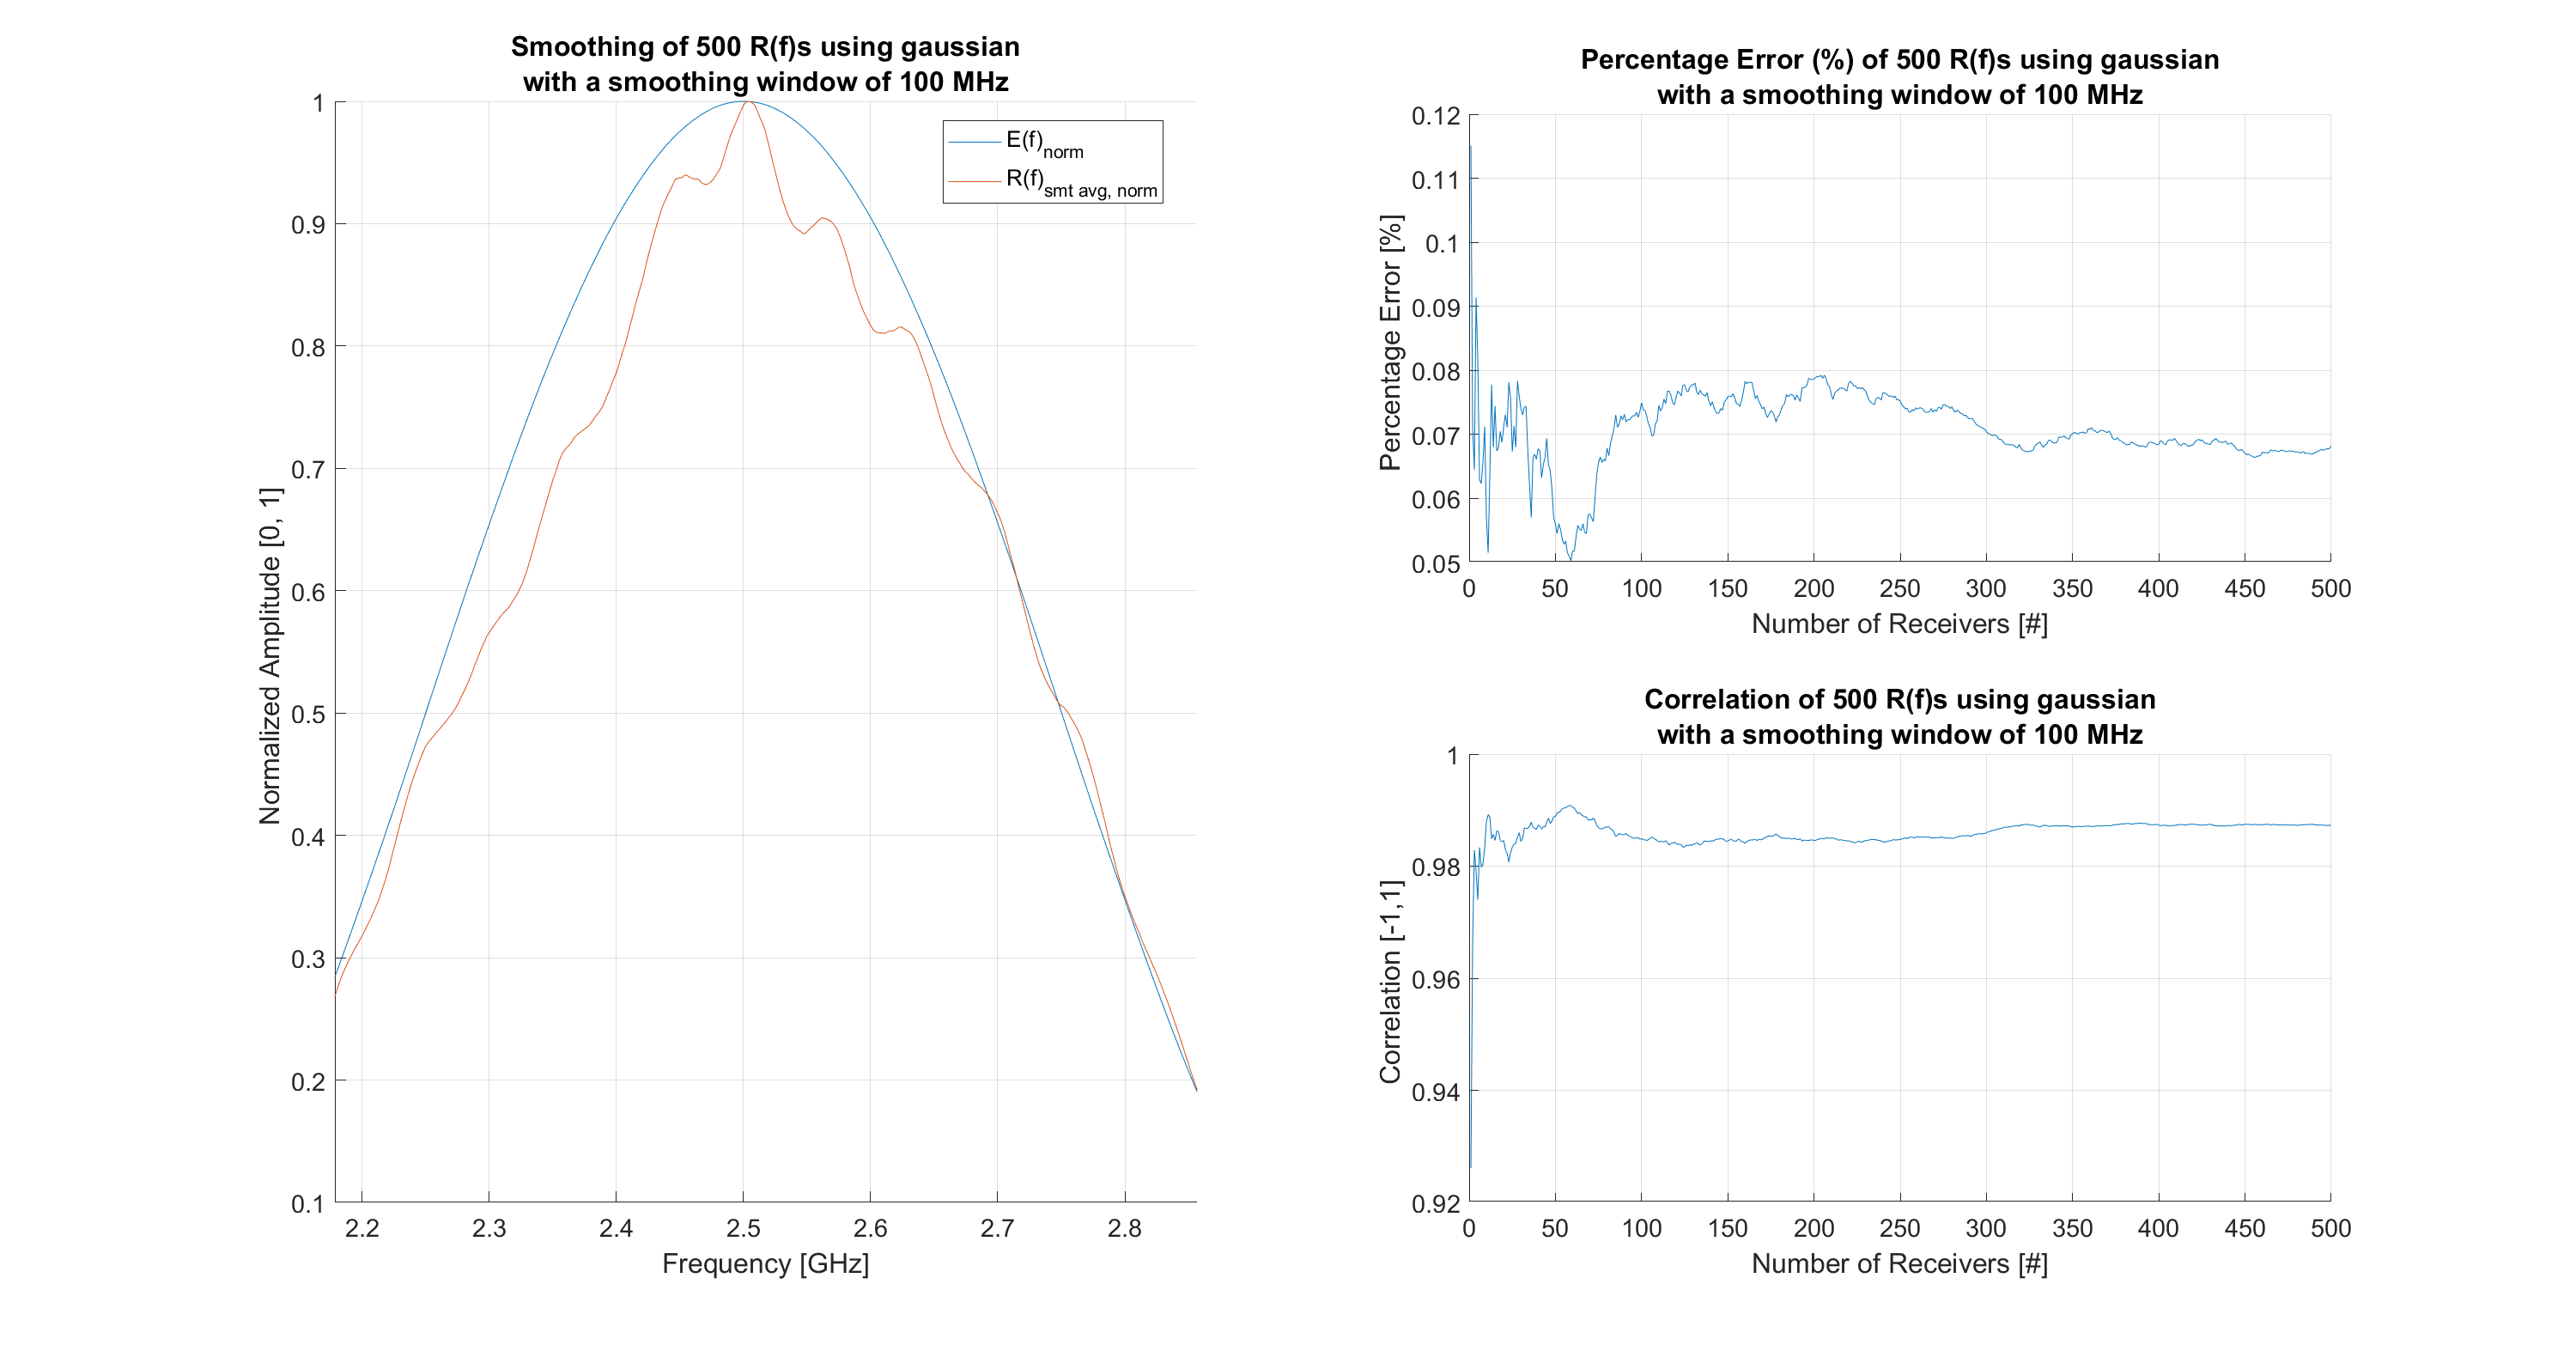 Smoothing of 500 R(f)s using gaussian
with a smoothing window of 100 MHz
1
0.9
0.8
0.7
0.6
0.5
0.4
0.3
0.2
0.1
Normalized Amplitude [0, 1]
E(f)norm
R(f)smt avg, norm
2.2 2.3 2.4 2.5 2.6 2.7 2.8
Frequency [GHz]
Percentage Error (%) of 500 R(f)s using gaussian
with a smoothing window of 100 MHz
0.12
0.11
0.1
0.09
0.08
0.07
0.06
0.05
Percentage Error [%]
0 50 100 150 200 250 300 350 400 450 500
Number of Receivers [#]
Correlation of 500 R(f)s using gaussian
with a smoothing window of 100 MHz
1
0.98
0.96
0.94
0.92
Correlation [-1,1]
0 50 100 150 200 250 300 350 400 450 500
Number of Receivers [#]